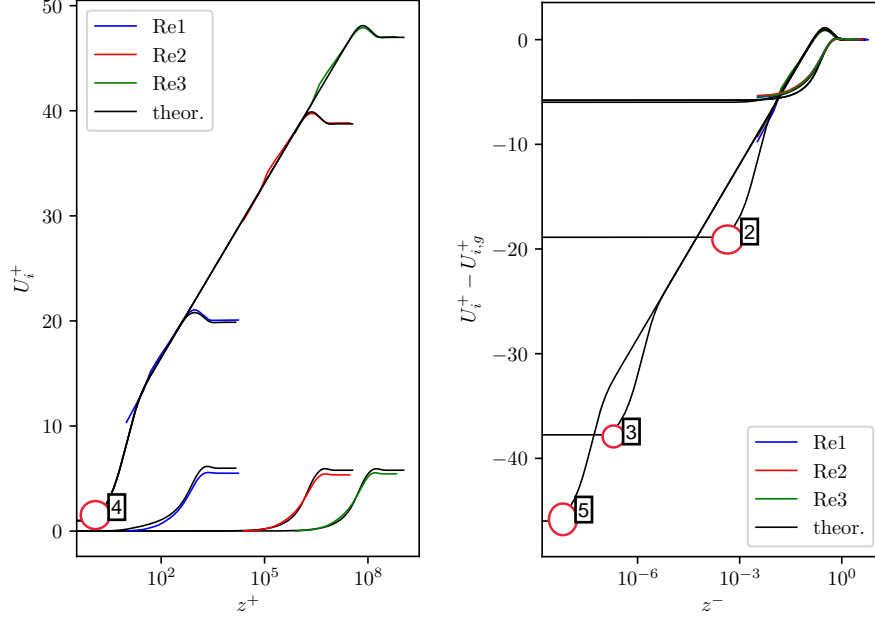 50
40
30
20
10
0
U_i^+
Re1
Re2
Re3
theor.
4
10^2
10^5
10^8
z^+
0
−10
−20
−30
−40
U_i^+ − U_{i,g}^+
2
3
5
Re1
Re2
Re3
theor.
10^{−6}
10^{−3}
10^0
z^−